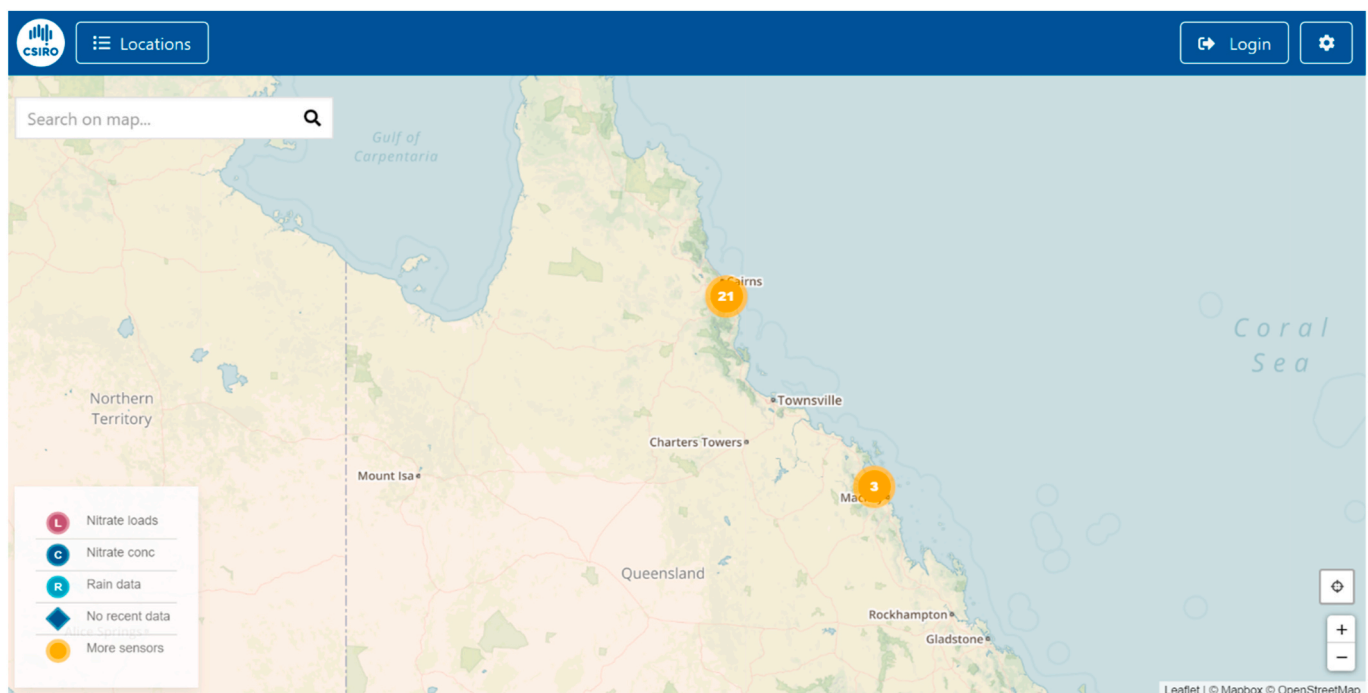 CSIRO
Locations
Login
Search on map...
Gulf of
Carpentaria
Cairns
21
Coral
Sea
Northern
Territory
Townsville
Charters Towers
Mount Isa
3
Mackay
L Nitrate loads
C Nitrate conc
R Rain data
No recent data
Alice Springs
More sensors
Queensland
Rockhampton
Gladstone
+
−
Leaflet | © Mapbox © OpenStreetMap